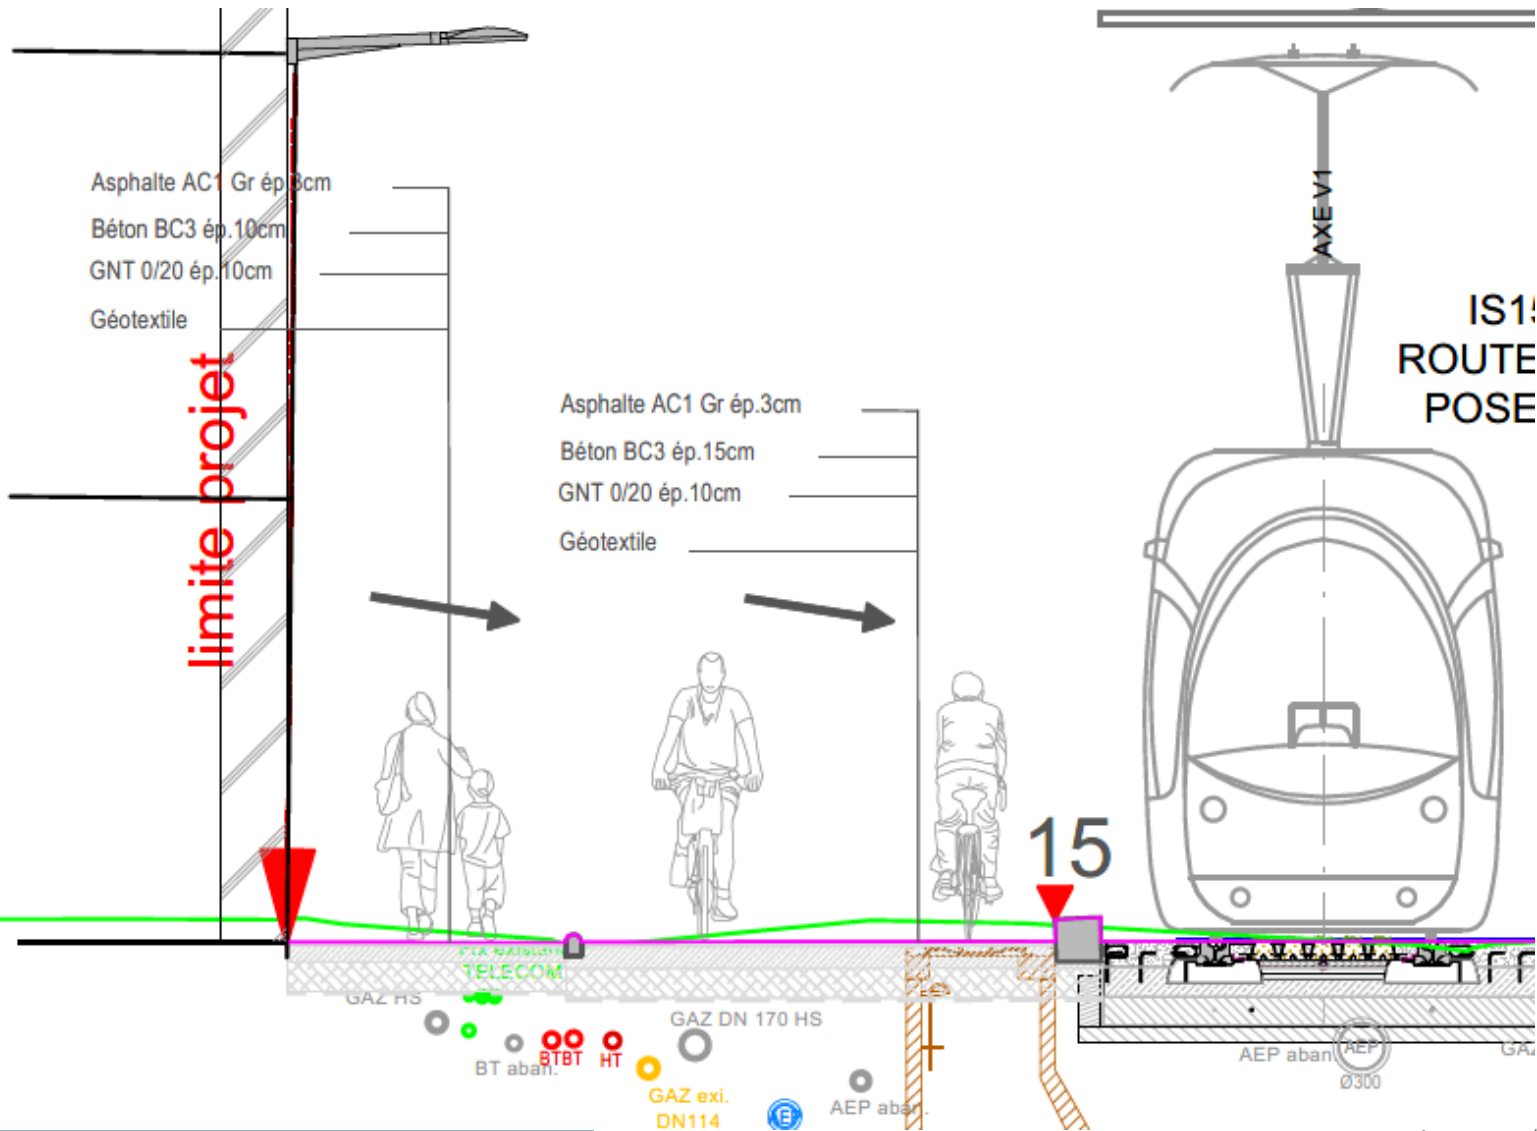 Asphalte AC1 Gr ép.3cm
Béton BC3 ép.10cm
GNT 0/20 ép.10cm
Géotextile
limite projet
Asphalte AC1 Gr ép.3cm
Béton BC3 ép.15cm
GNT 0/20 ép.10cm
Géotextile
AXE V1
IS15
ROUTE
POSE
15
TELECOM
GAZ HS
BT aban.
BT
BT
HT
GAZ DN 170 HS
GAZ exi.
DN114
AEP aban.
AEP aban.
AEP
Ø300
GAZ